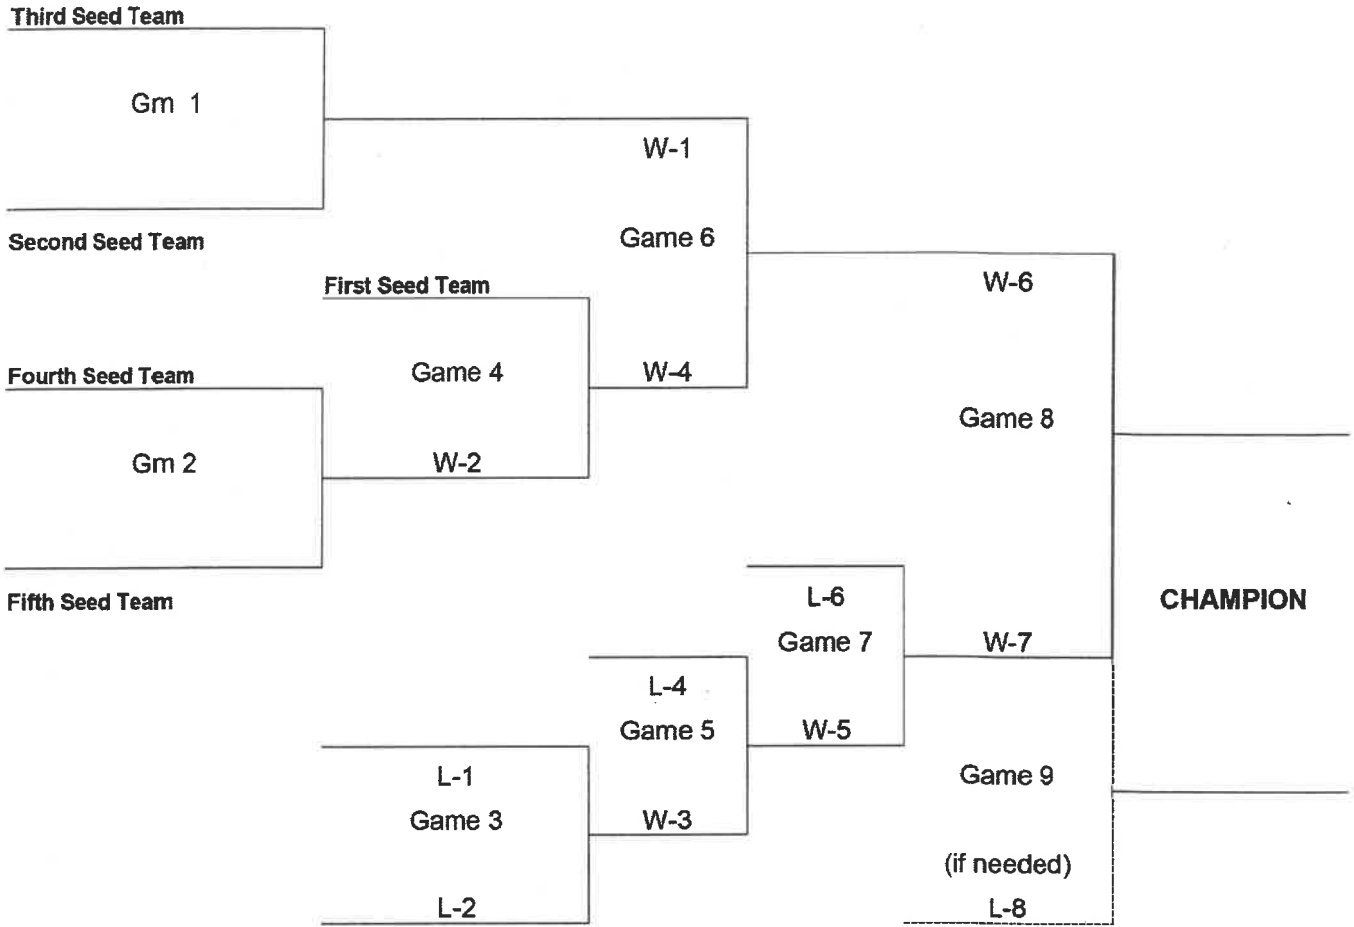 Third Seed Team
Gm 1
W-1
Second Seed Team
Game 6
First Seed Team
W-6
Fourth Seed Team
Game 4
W-4
Game 8
Gm 2
W-2
Fifth Seed Team
L-6
CHAMPION
Game 7
W-7
L-4
Game 5
W-5
L-1
Game 9
Game 3
W-3
(if needed)
L-2
L-8